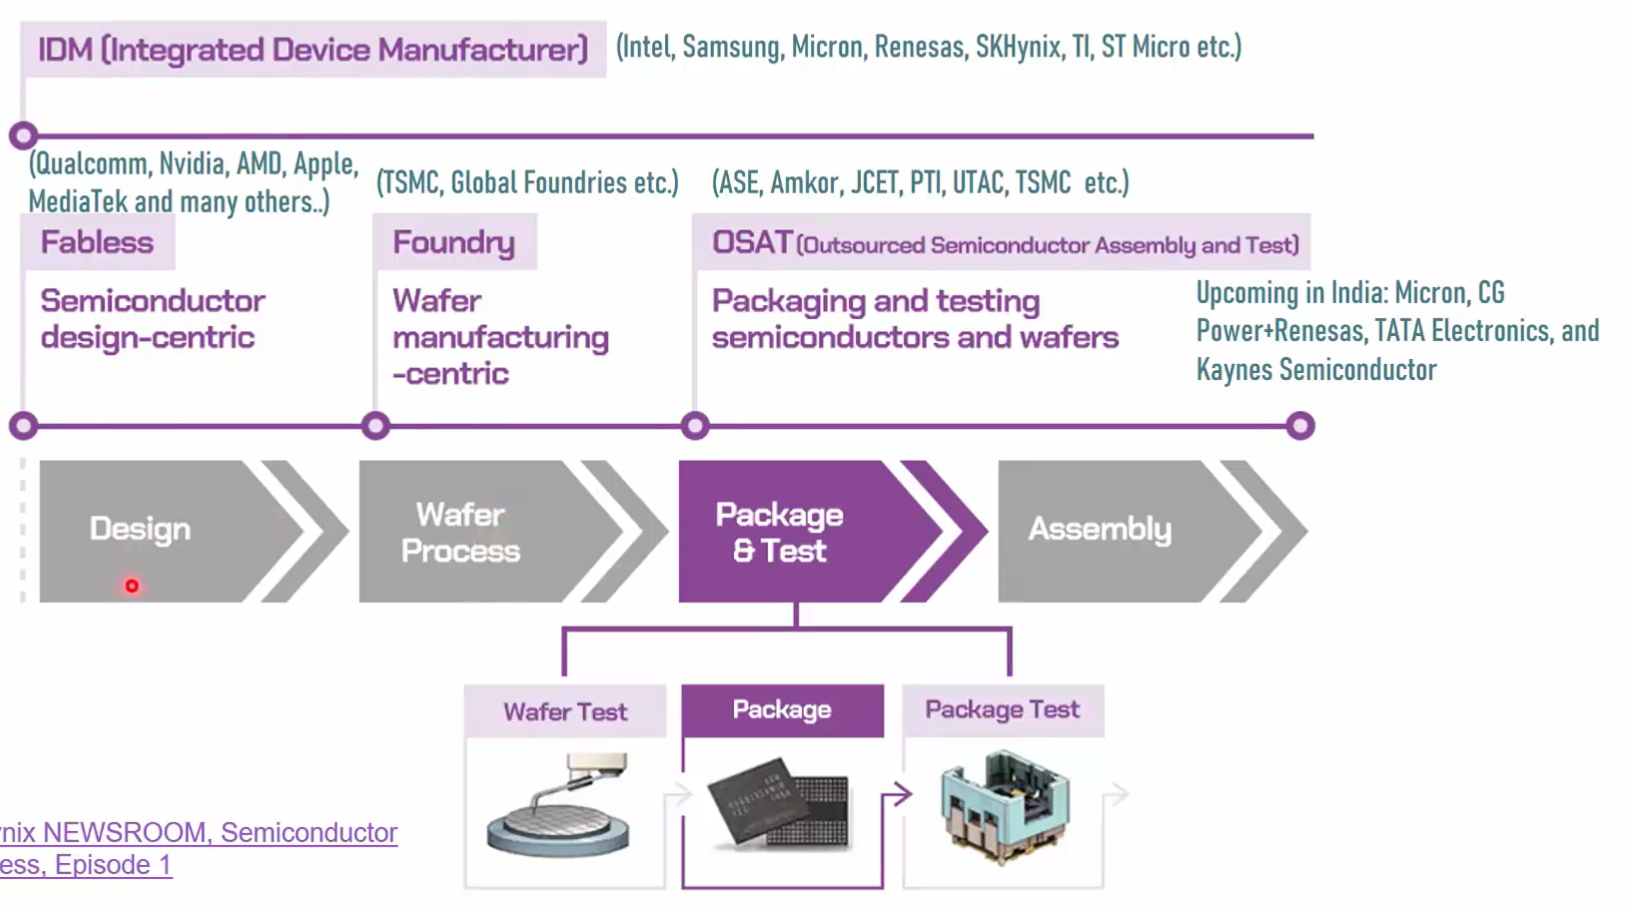 IDM (Integrated Device Manufacturer)
(Intel, Samsung, Micron, Renesas, SKHynix, TI, ST Micro etc.)
(Qualcomm, Nvidia, AMD, Apple,
MediaTek and many others..)
(TSMC, Global Foundries etc.)
(ASE, Amkor, JCET, PTI, UTAC, TSMC etc.)
Fabless
Semiconductor
design-centric
Foundry
Wafer
manufacturing
-centric
OSAT (Outsourced Semiconductor Assembly and Test)
Packaging and testing
semiconductors and wafers
Upcoming in India: Micron, CG
Power+Renesas, TATA Electronics, and
Kaynes Semiconductor
Design
Wafer
Process
Package
& Test
Assembly
Wafer Test
Package
Package Test
ynix NEWSROOM, Semiconductor
ess, Episode 1